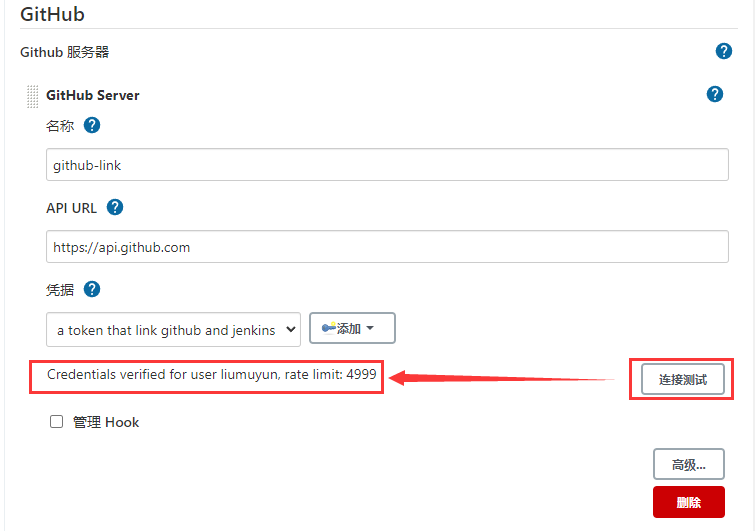 GitHub
Github 服务器
?
GitHub Server
?
名称 ?
github-link
API URL ?
https://api.github.com
凭据 ?
a token that link github and jenkins 添加
Credentials verified for user liumuyun, rate limit: 4999 连接测试
管理 Hook
高级...
删除